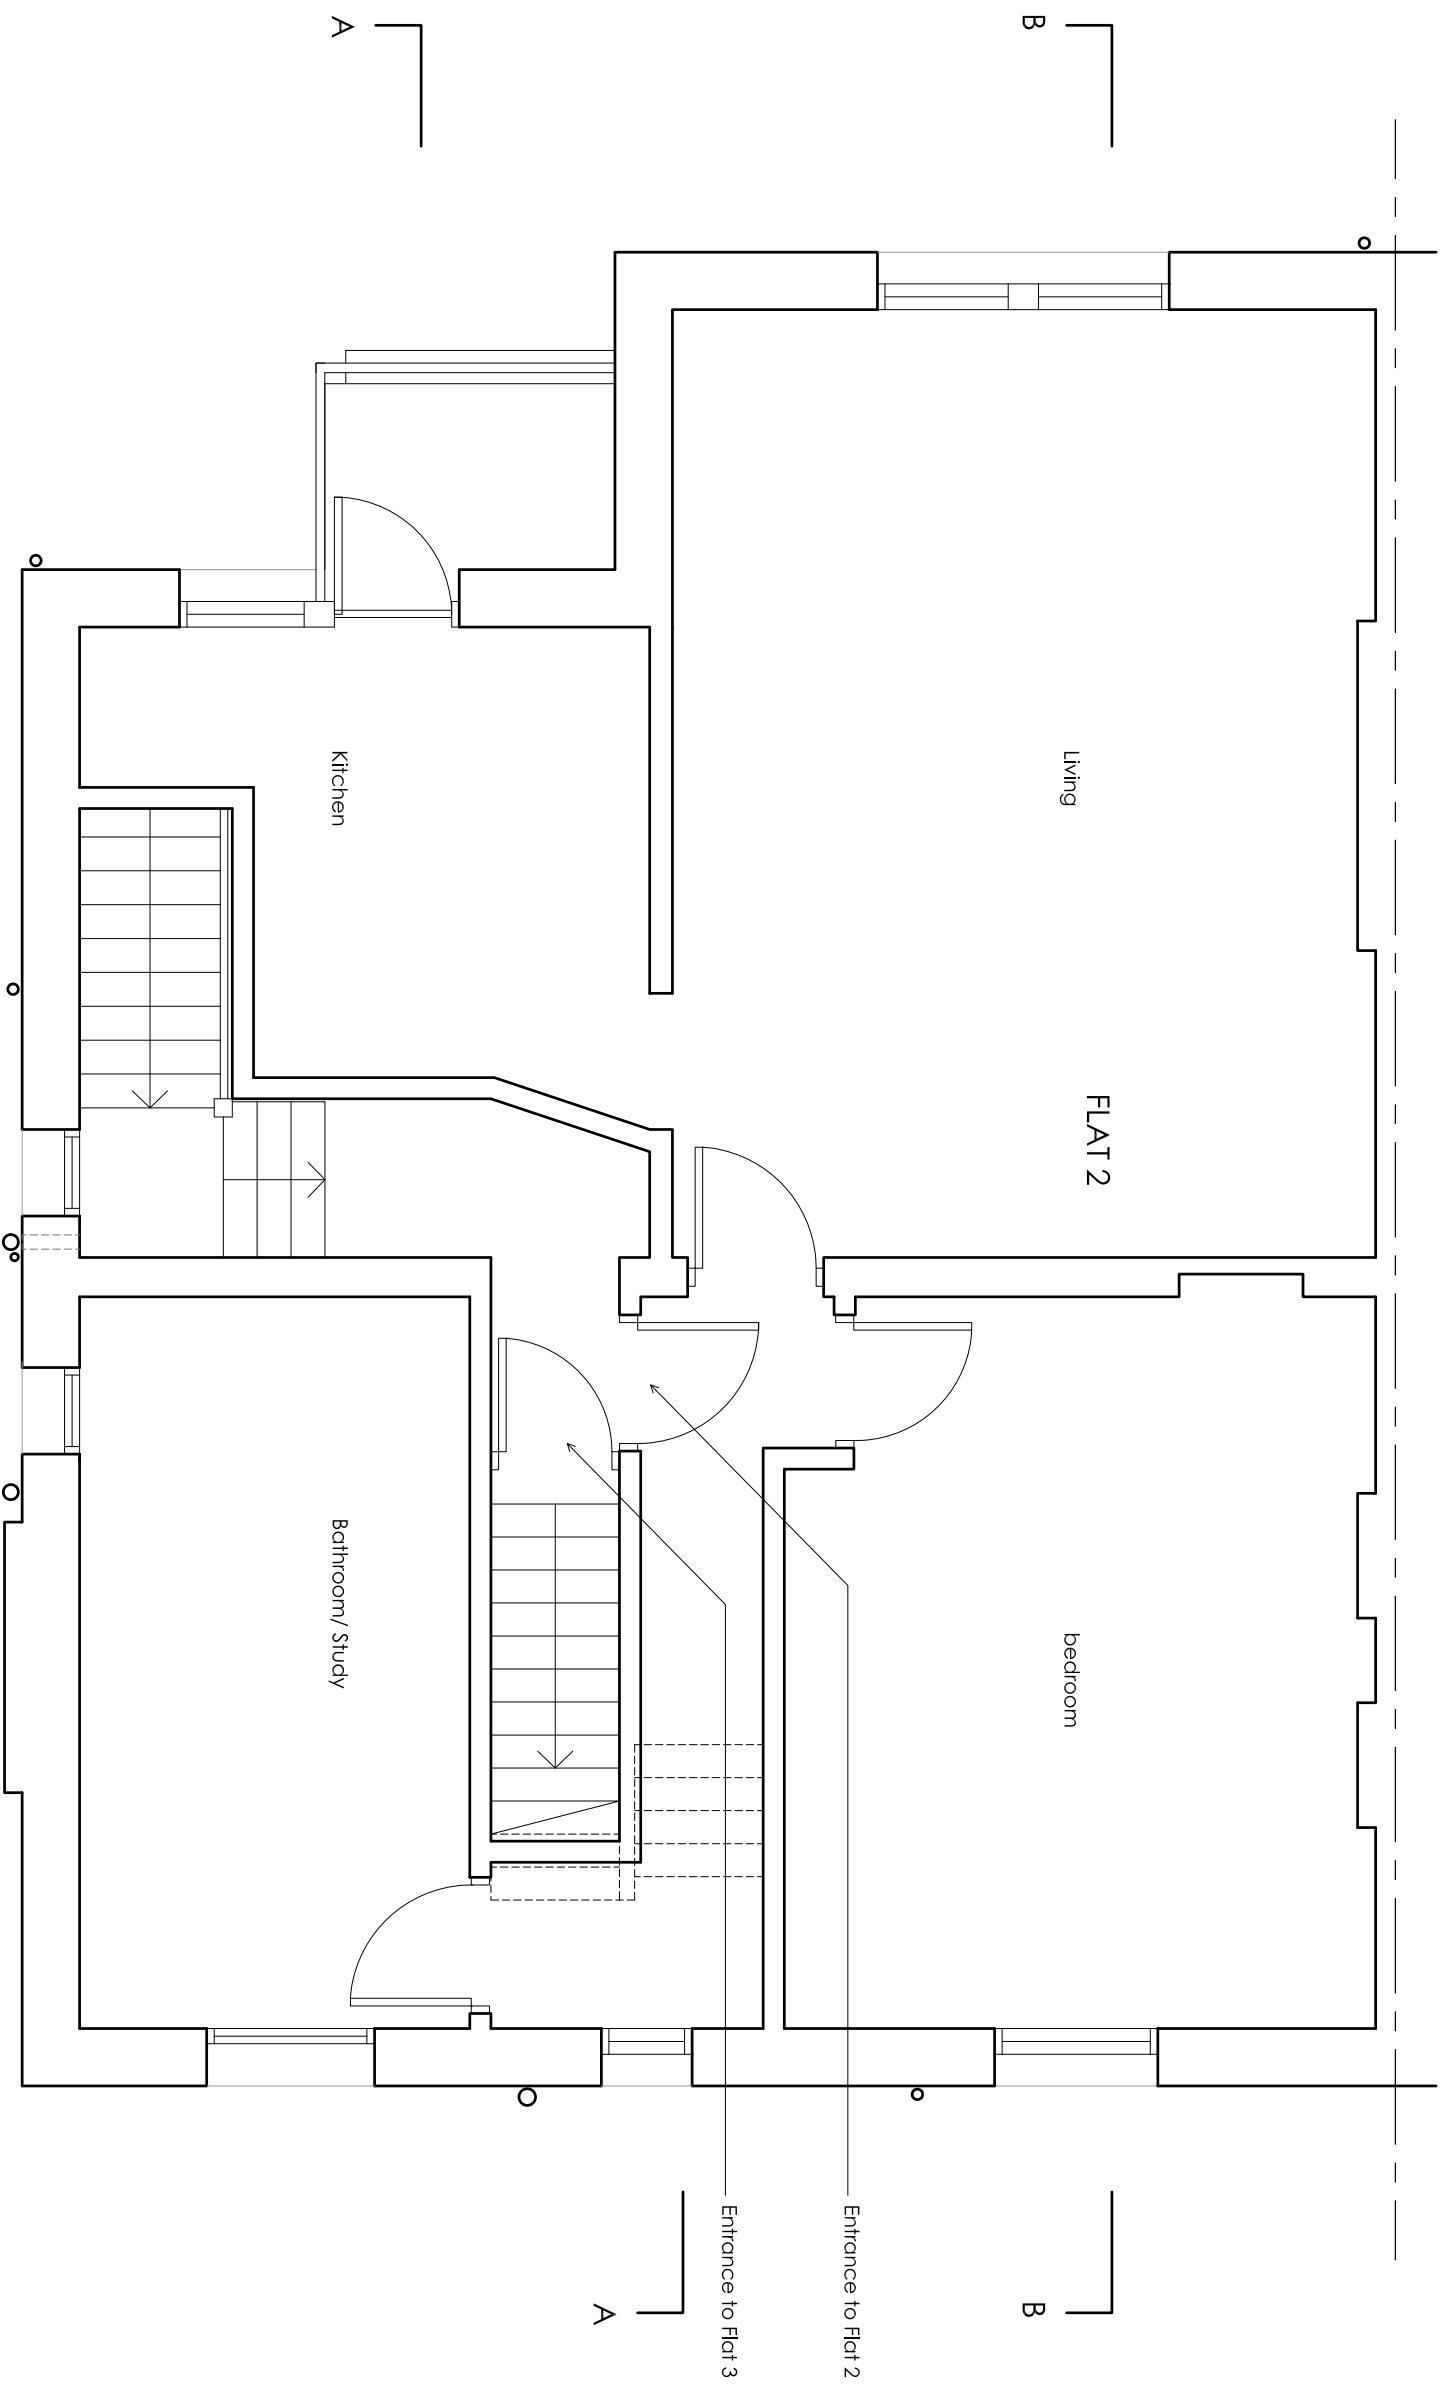 B
B
Living
FLAT 2
bedroom
Entrance to Flat 2
Entrance to Flat 3
A
A
Kitchen
Bathroom/ Study